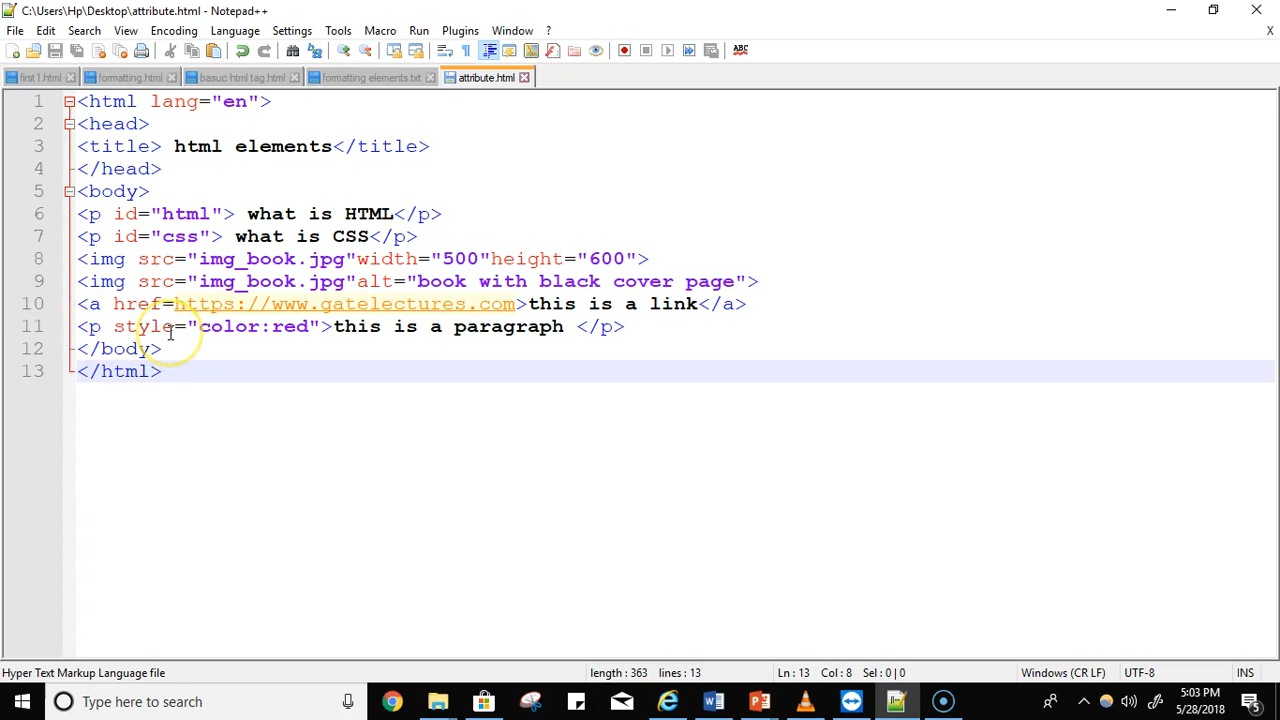 C:\Users\Hp\Desktop\attribute.html - Notepad++
File Edit Search View Encoding Language Settings Tools Macro Run Plugins Window ? X
ABC
first1.html formatting.html basuc html tag.html formatting elements.txt attribute.html
1 <html lang="en">
2 <head>
3 <title> html elements</title>
4 </head>
5 <body>
6 <p id="html"> what is HTML</p>
7 <p id="css"> what is CSS</p>
8 <img src="img_book.jpg"width="500"height="600">
9 <img src="img_book.jpg"alt="book with black cover page">
10 <a href=https://www.gatelectures.com>this is a link</a>
11 <p style="color:red">this is a paragraph </p>
12 </body>
13 </html>
Hyper Text Markup Language file length : 363 lines : 13 Ln : 13 Col : 8 Sel : 0 | 0 Windows (CR LF) UTF-8 INS
Type here to search
5:03 PM
5/28/2018
5